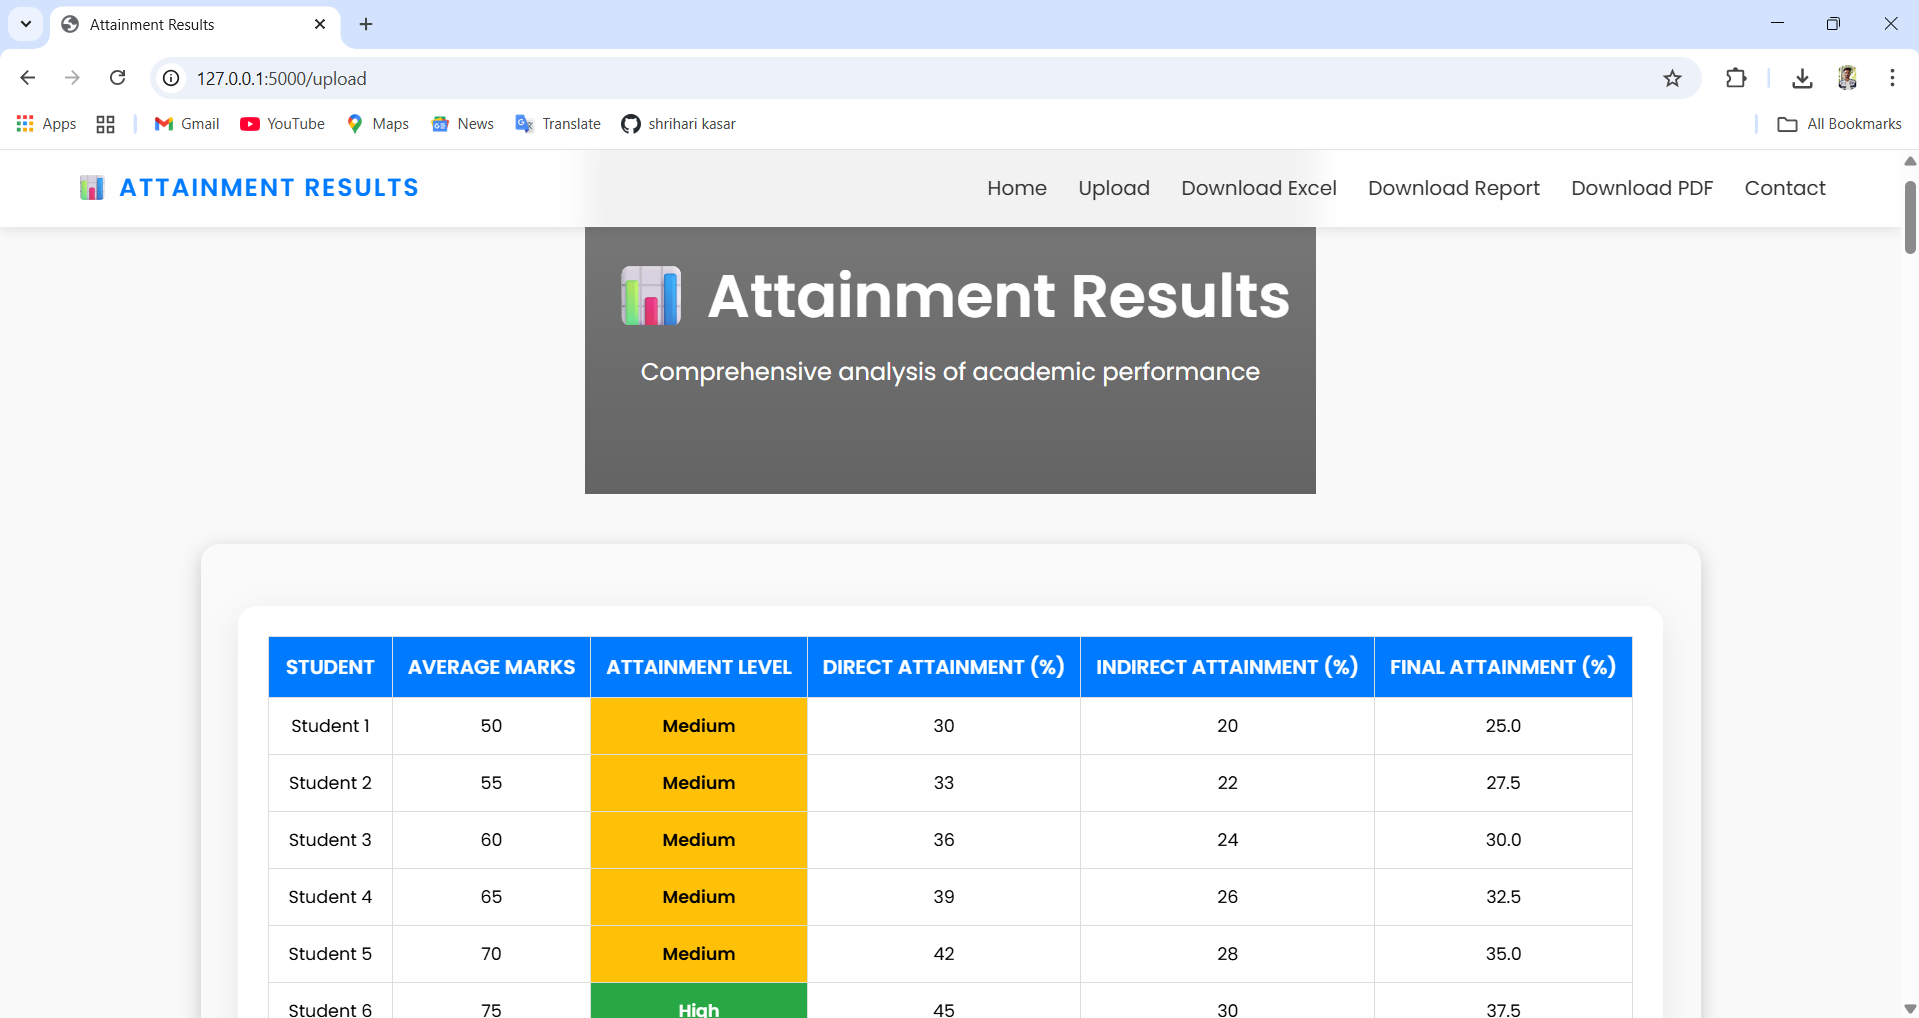 Attainment Results
127.0.0.1:5000/upload
Apps Gmail YouTube Maps News Translate shrihari kasar All Bookmarks
ATTAINMENT RESULTS Home Upload Download Excel Download Report Download PDF Contact
Attainment Results
Comprehensive analysis of academic performance
STUDENT AVERAGE MARKS ATTAINMENT LEVEL DIRECT ATTAINMENT (%) INDIRECT ATTAINMENT (%) FINAL ATTAINMENT (%)
Student 1 50 Medium 30 20 25.0
Student 2 55 Medium 33 22 27.5
Student 3 60 Medium 36 24 30.0
Student 4 65 Medium 39 26 32.5
Student 5 70 Medium 42 28 35.0
Student 6 75 High 45 30 37.5